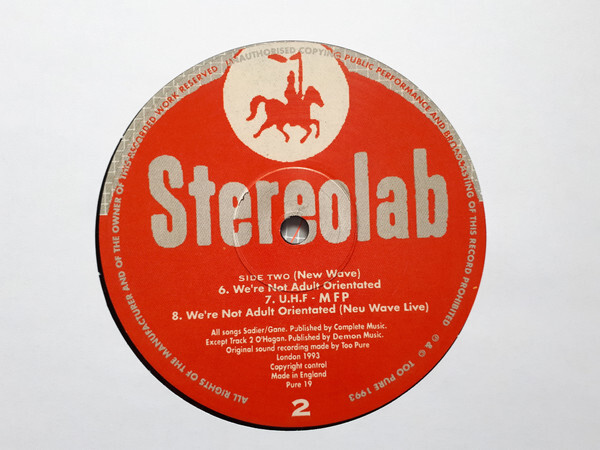 ALL RIGHTS OF THE MANUFACTURER AND OF THE OWNER OF THIS RECORDED WORK RESERVED UNAUTHORISED COPYING PUBLIC PERFORMANCE AND BROADCASTING OF THIS RECORD PROHIBITED
℗ & © TOO PURE 1993
Stereolab
SIDE TWO (New Wave)
6. We're Not Adult Orientated
7. U.H.F - MFP
8. We're Not Adult Orientated (Neu Wave Live)
All songs Sadier/Gane. Published by Complete Music.
Except Track 2 O'Hagan. Published by Demon Music.
Original sound recording made by Too Pure
London 1993
Copyright control
Made in England
Pure 19
2